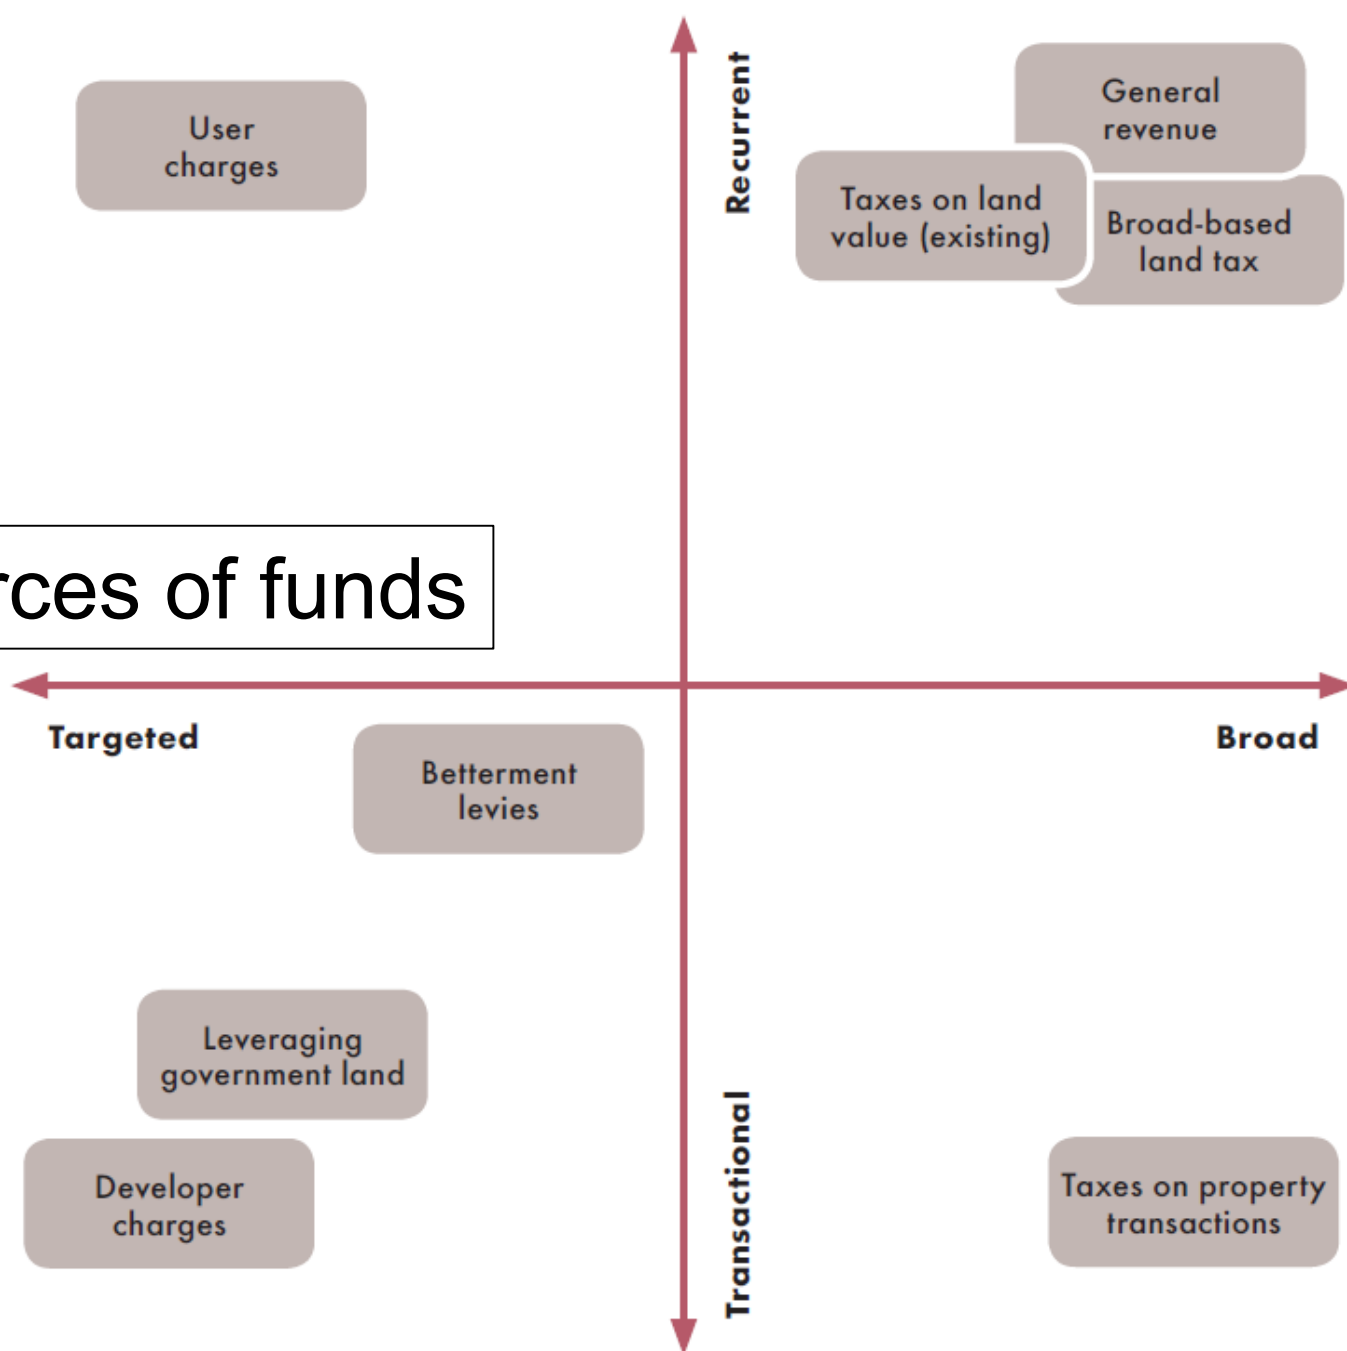 Recurrent
General
revenue
User
charges
Taxes on land
value (existing)
Broad-based
land tax
of funds
Targeted
Broad
Betterment
levies
Leveraging
government land
Developer
charges
Transactional
Taxes on property
transactions